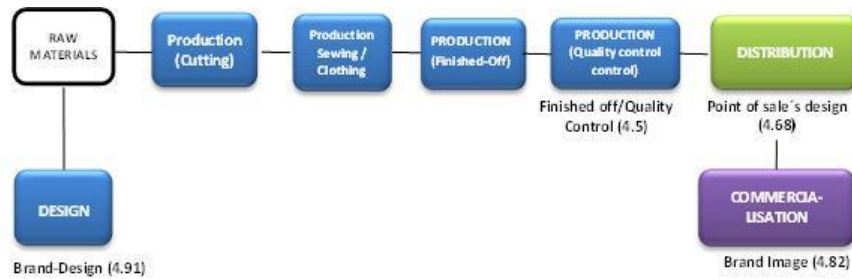 RAW
MATERIALS
Production
(Cutting)
Production
Sewing /
Clothing
PRODUCTION
(Finished-Off)
PRODUCTION
(Quality control
control)
DISTRIBUTION
Finished off/Quality
Control (4.5)
Point of sale´s design
(4.68)
DESIGN
COMMERCIA-
LISATION
Brand-Design (4.91)
Brand Image (4.82)